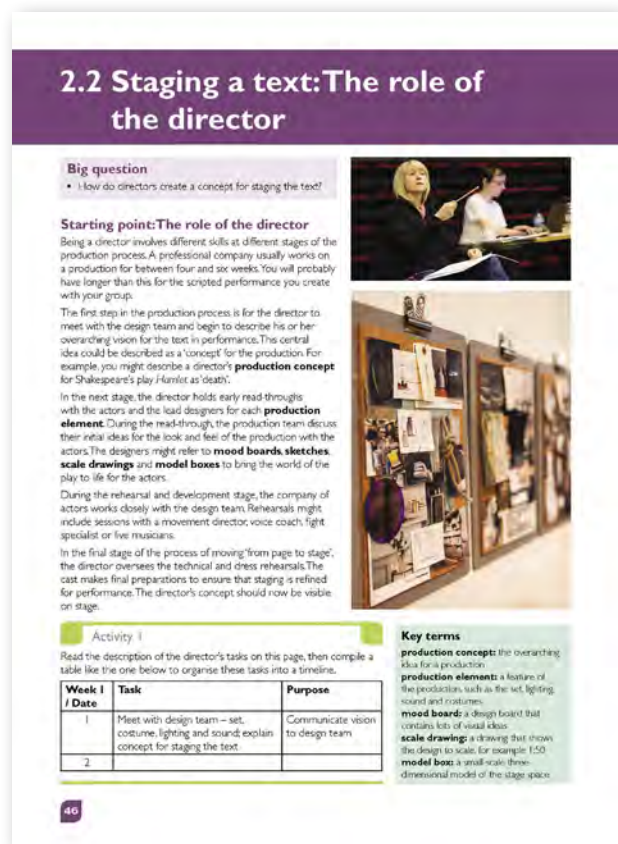 2.2 Staging a text: The role of
the director
Big question
• How do directors create a concept for staging the text?
Starting point: The role of the director
Being a director involves different skills at different stages of the
production process. A professional company usually works on
a production for between four and six weeks. You will probably
have longer than this for the scripted performance you create
with your group.
The first step in the production process is for the director to
meet with the design team and begin to describe his or her
overarching vision for the text in performance. This central
idea could be described as a 'concept' for the production. For
example, you might describe a director's production concept
for Shakespeare's play Hamlet as 'death'.
In the next stage, the director holds early read-throughs
with the actors and the lead designers for each production
element. During the read-through, the production team discuss
their initial ideas for the look and feel of the production with the
actors. The designers might refer to mood boards, sketches,
scale drawings and model boxes to bring the world of the
play to life for the actors.
During the rehearsal and development stage, the company of
actors works closely with the design team. Rehearsals might
include sessions with a movement director, voice coach, fight
specialist or live musicians.
In the final stage of the process of moving 'from page to stage',
the director oversees the technical and dress rehearsals. The
cast makes final preparations to ensure that staging is refined
for performance. The director's concept should now be visible
on stage.
Activity 1
Read the description of the director's tasks on this page, then compile a
table like the one below to organise these tasks into a timeline.
Week 1 Task Purpose
/ Date
1 Meet with design team – set, Communicate vision
costume, lighting and sound; explain to design team
concept for staging the text
2
Key terms
production concept: the overarching
idea for a production
production element: a feature of
the production, such as the set, lighting,
sound and costumes
mood board: a design board that
contains lots of visual ideas
scale drawing: a drawing that shows
the design to scale, for example 1:50
model box: a small-scale three-
dimensional model of the stage space
46